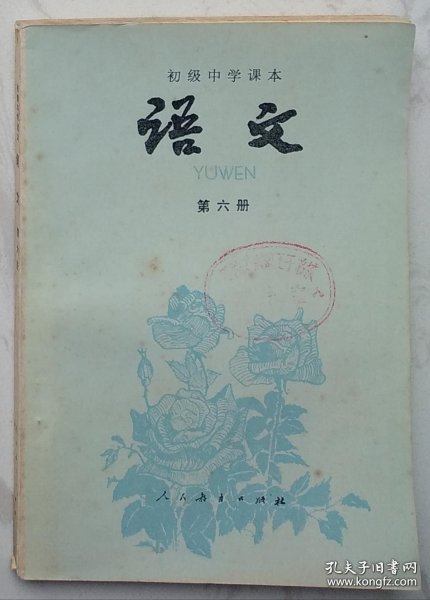 初级中学课本
语文
YUWEN
第六册
人民教育出版社
孔夫子旧书网
www.kongfz.com